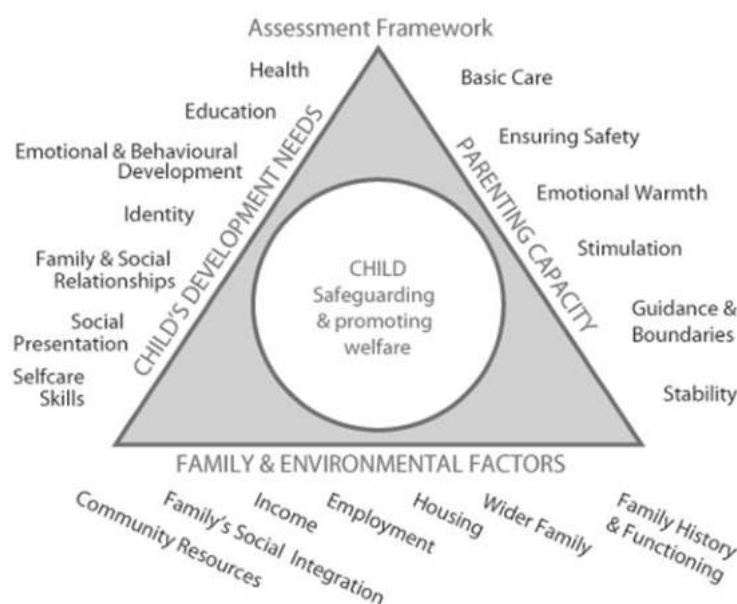 Assessment Framework
Health
Education
Emotional & Behavioural
Development
Identity
Family & Social
Relationships
Social
Presentation
Selfcare
Skills
CHILD'S DEVELOPMENT NEEDS
CHILD
Safeguarding
& promoting
welfare
PARENTING CAPACITY
Basic Care
Ensuring Safety
Emotional Warmth
Stimulation
Guidance &
Boundaries
Stability
FAMILY & ENVIRONMENTAL FACTORS
Community Resources
Family's Social Integration
Income
Employment
Housing
Wider Family
Family History
& Functioning